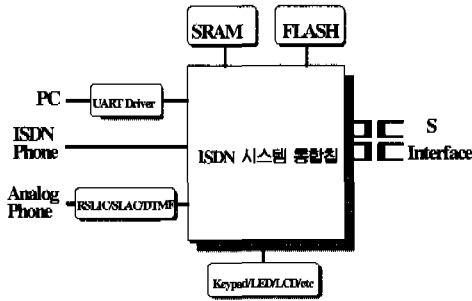 SRAM
FLASH
PC
UART Driver
ISDN
Phone
ISDN 시스템 통합칩
S
Interface
Analog
Phone
RSLIC/SLAC/DTMF
Keypad/LED/LCD/etc